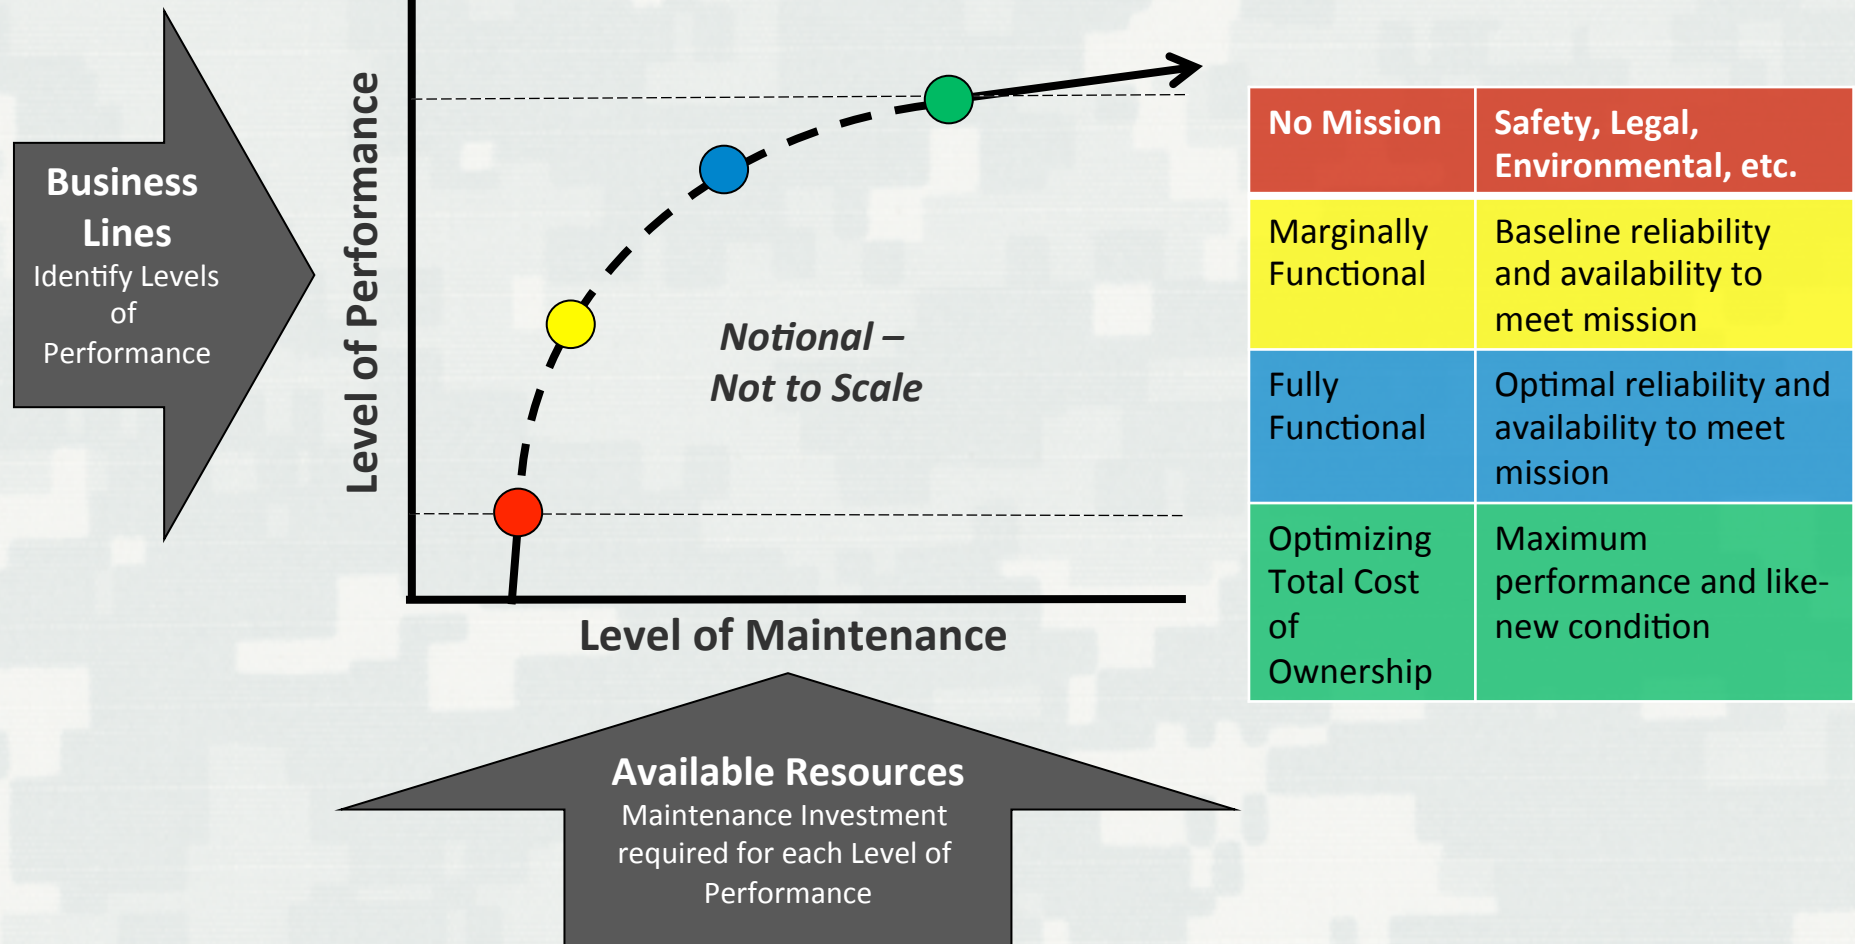 Business
Lines
Identify Levels
of
Performance
Level of Performance
Notional –
Not to Scale
Level of Maintenance
Available Resources
Maintenance Investment
required for each Level of
Performance
No Mission
Safety, Legal,
Environmental, etc.
Marginally
Functional
Baseline reliability
and availability to
meet mission
Fully
Functional
Optimal reliability and
availability to meet
mission
Optimizing
Total Cost
of
Ownership
Maximum
performance and like-
new condition